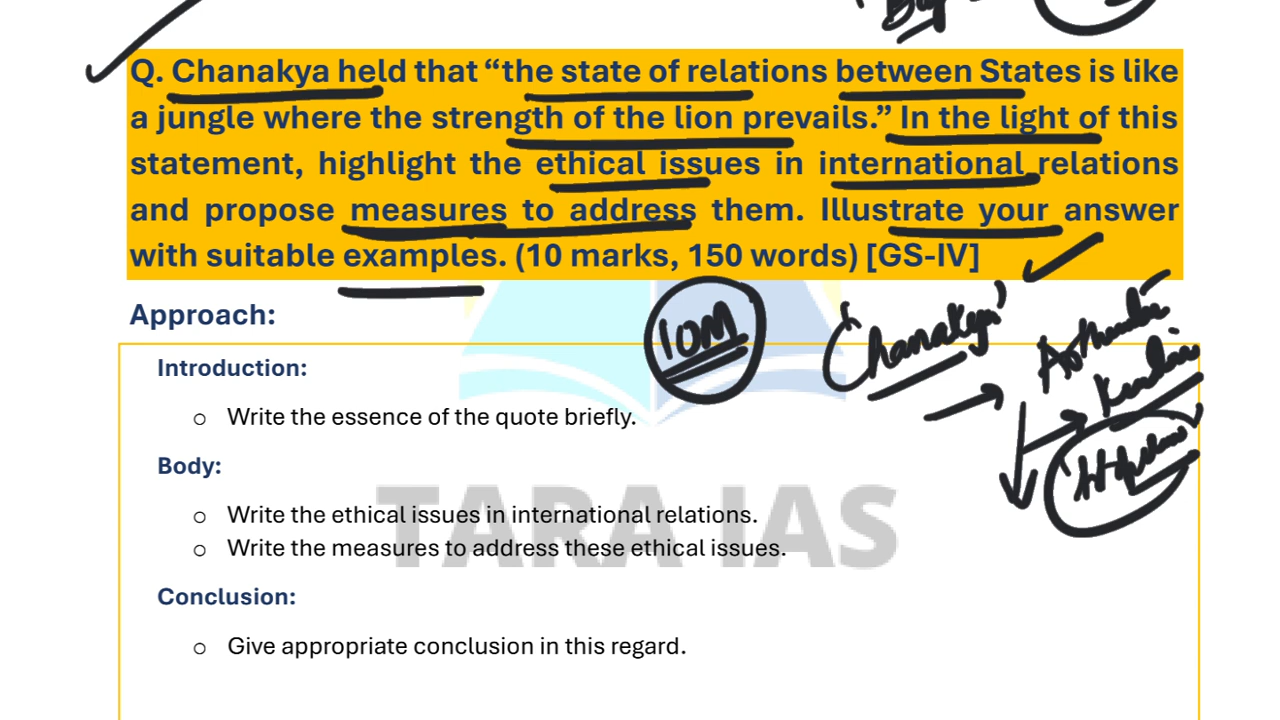 Q. Chanakya held that “the state of relations between States is like
a jungle where the strength of the lion prevails.” In the light of this
statement, highlight the ethical issues in international relations
and propose measures to address them. Illustrate your answer
with suitable examples. (10 marks, 150 words) [GS-IV]
Approach:
10M
Chanakya
Introduction:
o Write the essence of the quote briefly.
Body:
TARA IAS
o Write the ethical issues in international relations.
o Write the measures to address these ethical issues.
Conclusion:
o Give appropriate conclusion in this regard.